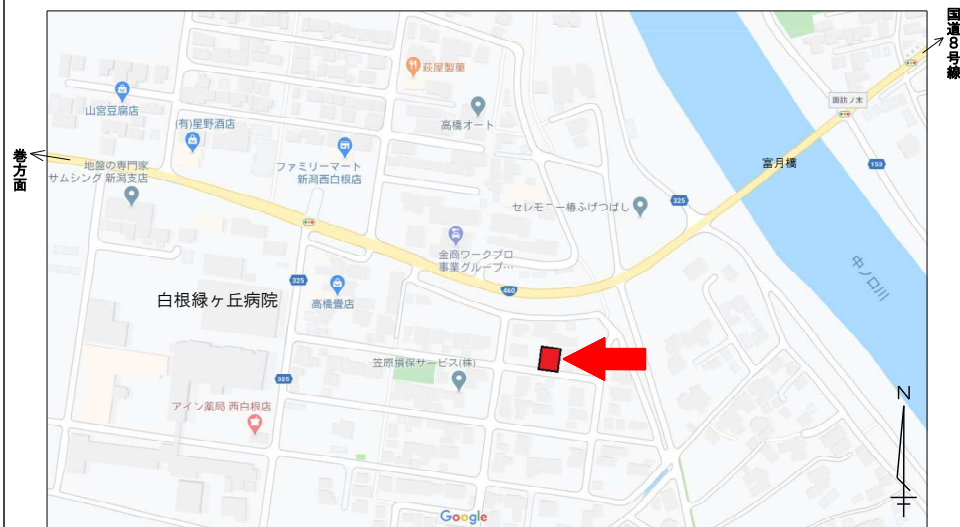 国道8号線
萩屋製菓
山宮豆腐店
高橋オート
(有)星野酒店
諏訪ノ木
巻方面
地盤の専門家
サムシング 新潟支店
ファミリーマート
新潟西白根店
富月橋
153
325
セレモニー椿ふげつばし
金商ワークプロ
事業グループ…
中ノ口川
325
460
白根緑ヶ丘病院
高橋畳店
笠原損保サービス(株)
325
アイン薬局 西白根店
N
Google